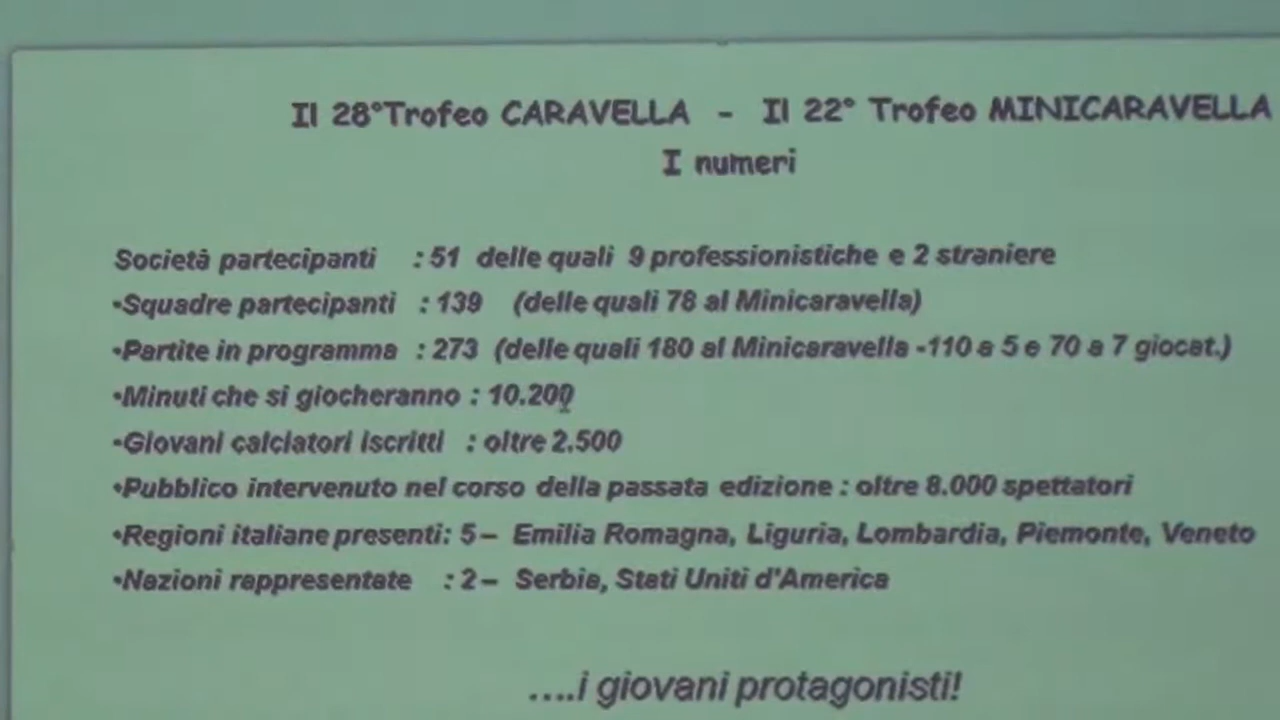 Il 28°Trofeo CARAVELLA - Il 22° Trofeo MINICARAVELLA
I numeri
Società partecipanti : 51 delle quali 9 professionistiche e 2 straniere
•Squadre partecipanti : 139 (delle quali 78 al Minicaravella)
•Partite in programma : 273 (delle quali 180 al Minicaravella -110 a 5 e 70 a 7 giocat.)
•Minuti che si giocheranno : 10.200
•Giovani calciatori iscritti : oltre 2.500
•Pubblico intervenuto nel corso della passata edizione : oltre 8.000 spettatori
•Regioni italiane presenti: 5– Emilia Romagna, Liguria, Lombardia, Piemonte, Veneto
•Nazioni rappresentate : 2– Serbia, Stati Uniti d'America
....i giovani protagonisti!